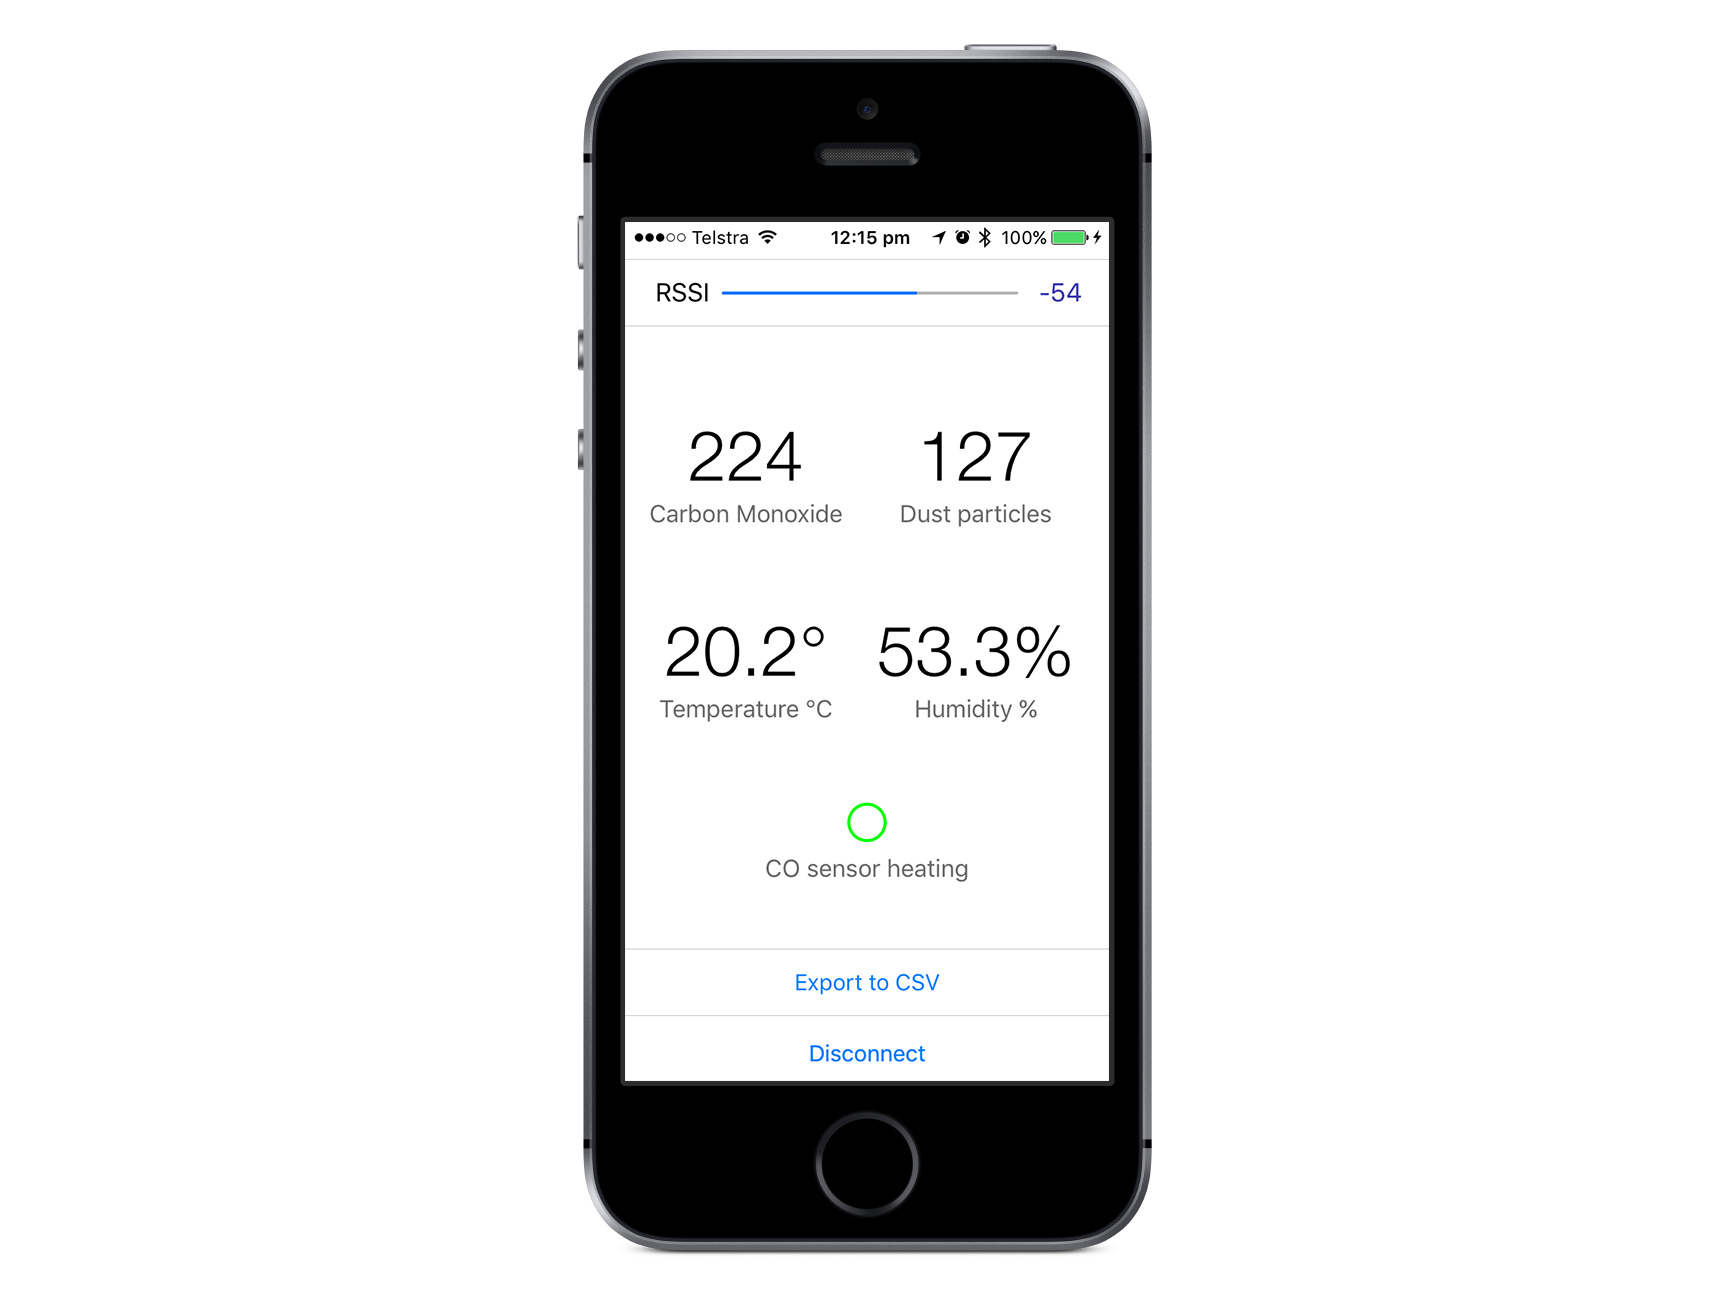 Telstra 12:15 pm 100%
RSSI -54
224 127
Carbon Monoxide Dust particles
20.2° 53.3%
Temperature °C Humidity %
CO sensor heating
Export to CSV
Disconnect